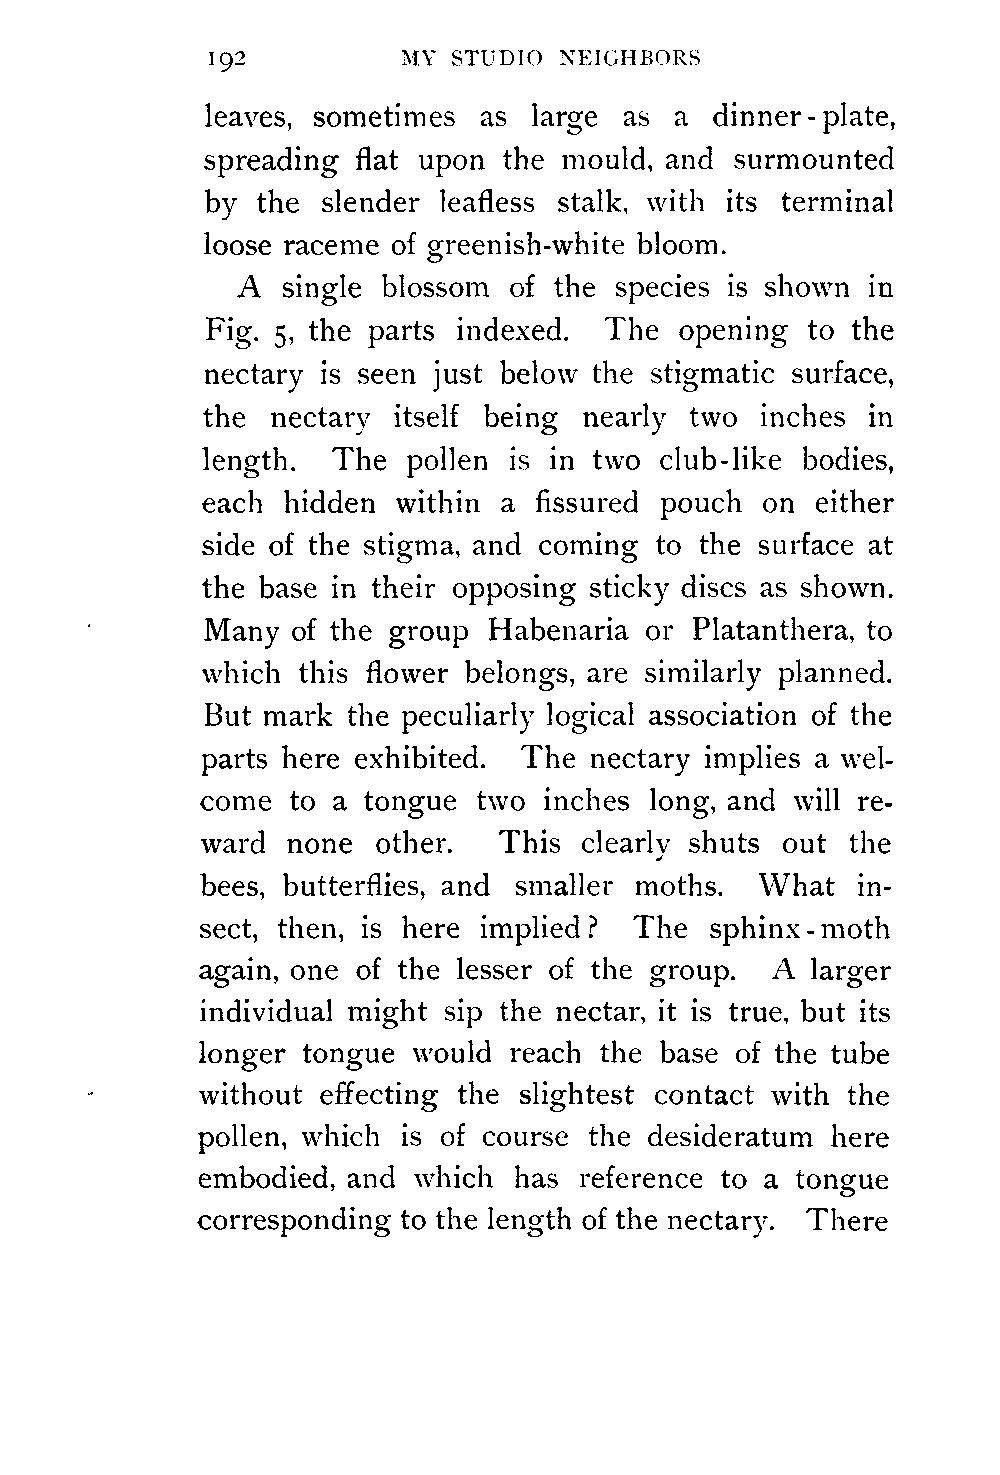 192 MY STUDIO NEIGHBORS
leaves, sometimes as large as a dinner-plate,
spreading flat upon the mould, and surmounted
by the slender leafless stalk, with its terminal
loose raceme of greenish-white bloom.
A single blossom of the species is shown in
Fig. 5, the parts indexed. The opening to the
nectary is seen just below the stigmatic surface,
the nectary itself being nearly two inches in
length. The pollen is in two club-like bodies,
each hidden within a fissured pouch on either
side of the stigma, and coming to the surface at
the base in their opposing sticky discs as shown.
Many of the group Habenaria or Platanthera, to
which this flower belongs, are similarly planned.
But mark the peculiarly logical association of the
parts here exhibited. The nectary implies a wel-
come to a tongue two inches long, and will re-
ward none other. This clearly shuts out the
bees, butterflies, and smaller moths. What in-
sect, then, is here implied? The sphinx-moth
again, one of the lesser of the group. A larger
individual might sip the nectar, it is true, but its
longer tongue would reach the base of the tube
without effecting the slightest contact with the
pollen, which is of course the desideratum here
embodied, and which has reference to a tongue
corresponding to the length of the nectary. There